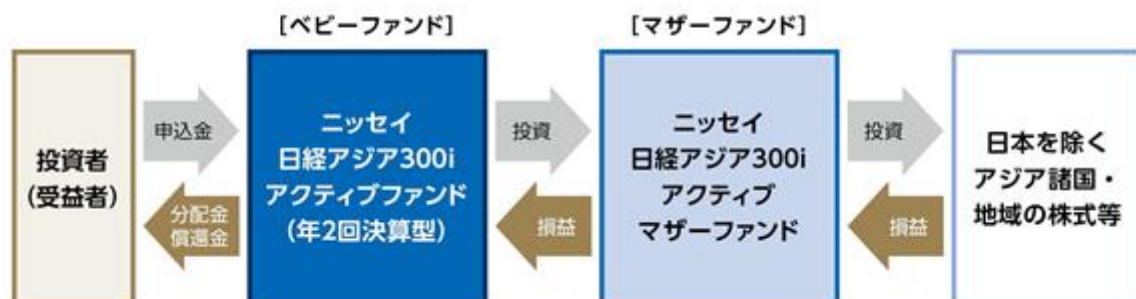 [ベビーファンド]
[マザーファンド]
投資者
(受益者)
申込金
分配金
償還金
ニッセイ
日経アジア300i
アクティブファンド
(年2回決算型)
投資
損益
ニッセイ
日経アジア300i
アクティブ
マザーファンド
投資
損益
日本を除く
アジア諸国・
地域の株式等